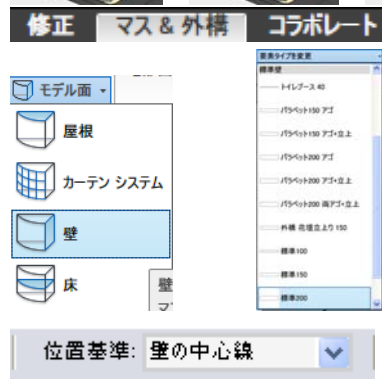 修正 マス & 外構 コラボレート
要素タイプを変更
標準壁
トイレブース 40
パラペット150 アゴ
パラペット150 アゴ・立上
パラペット200 アゴ
パラペット200 アゴ・立上
パラペット200 両アゴ・立上
外構 花壇立上り 150
標準100
標準150
標準200
モデル面
屋根
カーテン システム
壁
床
壁
位置基準: 壁の中心線